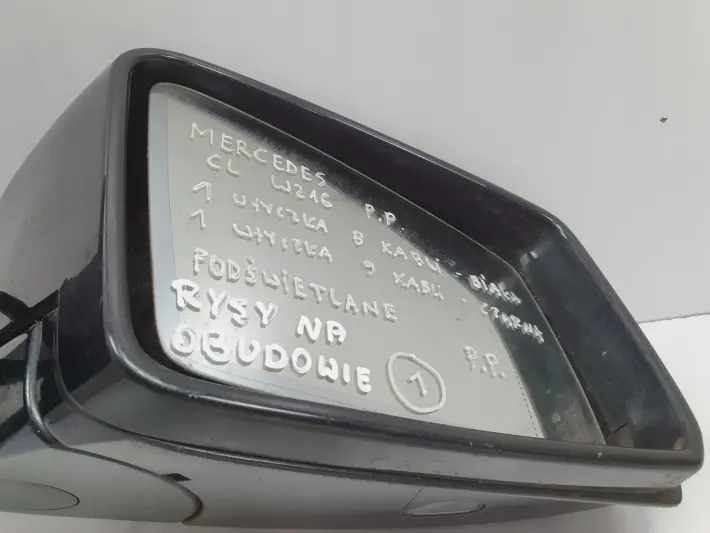 MERCEDES
CL W216 P.P.
1 WTYCZKA 8 KABLI - BIAŁA
1 WTYCZKA 9 KABLI - CZARNA
PODŚWIETLANE
RYSY NA
OBUDOWIE 1 P.P.